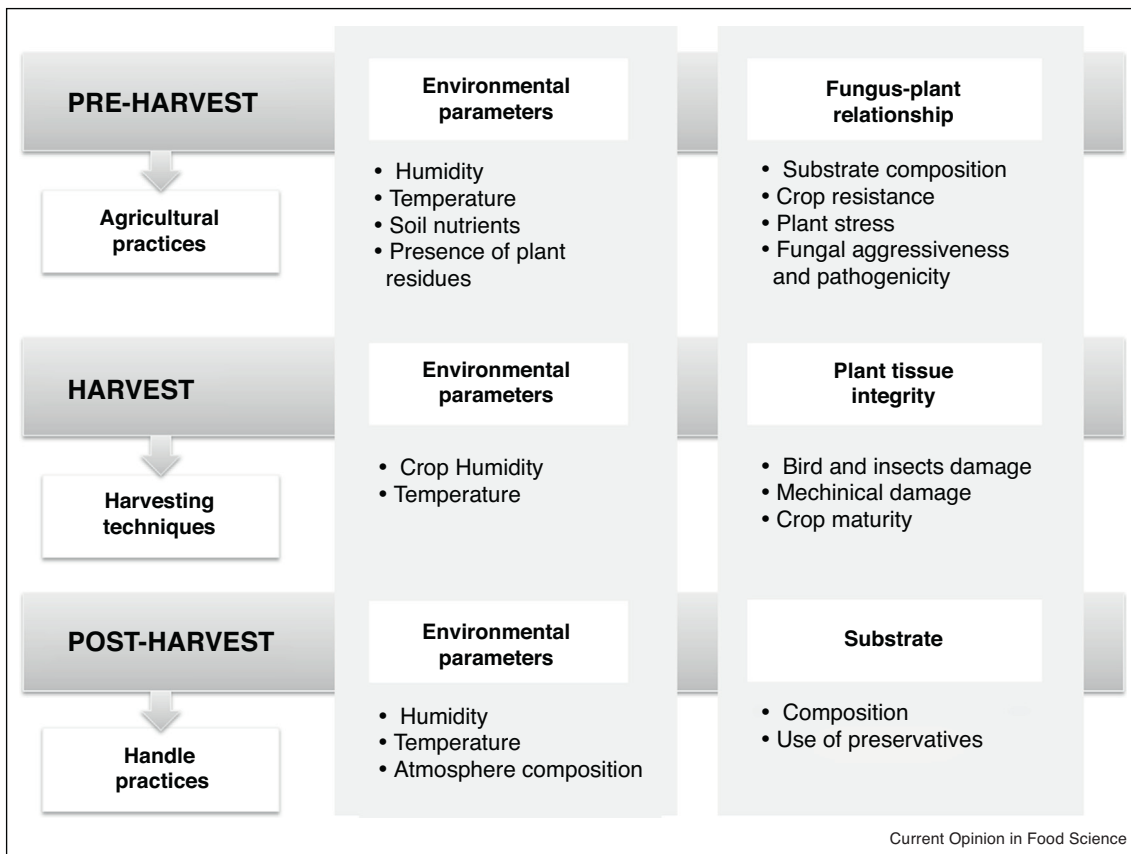 PRE-HARVEST
Agricultural
practices
Environmental
parameters
• Humidity
• Temperature
• Soil nutrients
• Presence of plant
residues
Fungus-plant
relationship
• Substrate composition
• Crop resistance
• Plant stress
• Fungal aggressiveness
and pathogenicity
HARVEST
Harvesting
techniques
Environmental
parameters
• Crop Humidity
• Temperature
Plant tissue
integrity
• Bird and insects damage
• Mechinical damage
• Crop maturity
POST-HARVEST
Handle
practices
Environmental
parameters
• Humidity
• Temperature
• Atmosphere composition
Substrate
• Composition
• Use of preservatives
Current Opinion in Food Science